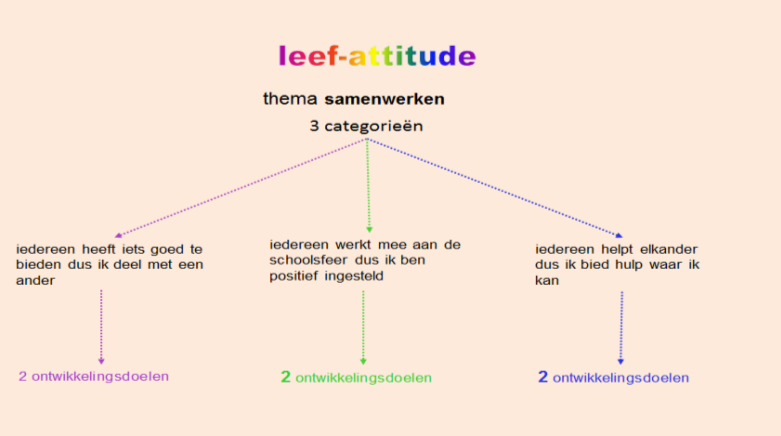 leef-attitude
thema samenwerken
3 categorieën
iedereen heeft iets goed te
bieden dus ik deel met een
ander
iedereen werkt mee aan de
schoolsfeer dus ik ben
positief ingesteld
iedereen helpt elkander
dus ik bied hulp waar ik
kan
2 ontwikkelingsdoelen
2 ontwikkelingsdoelen
2 ontwikkelingsdoelen